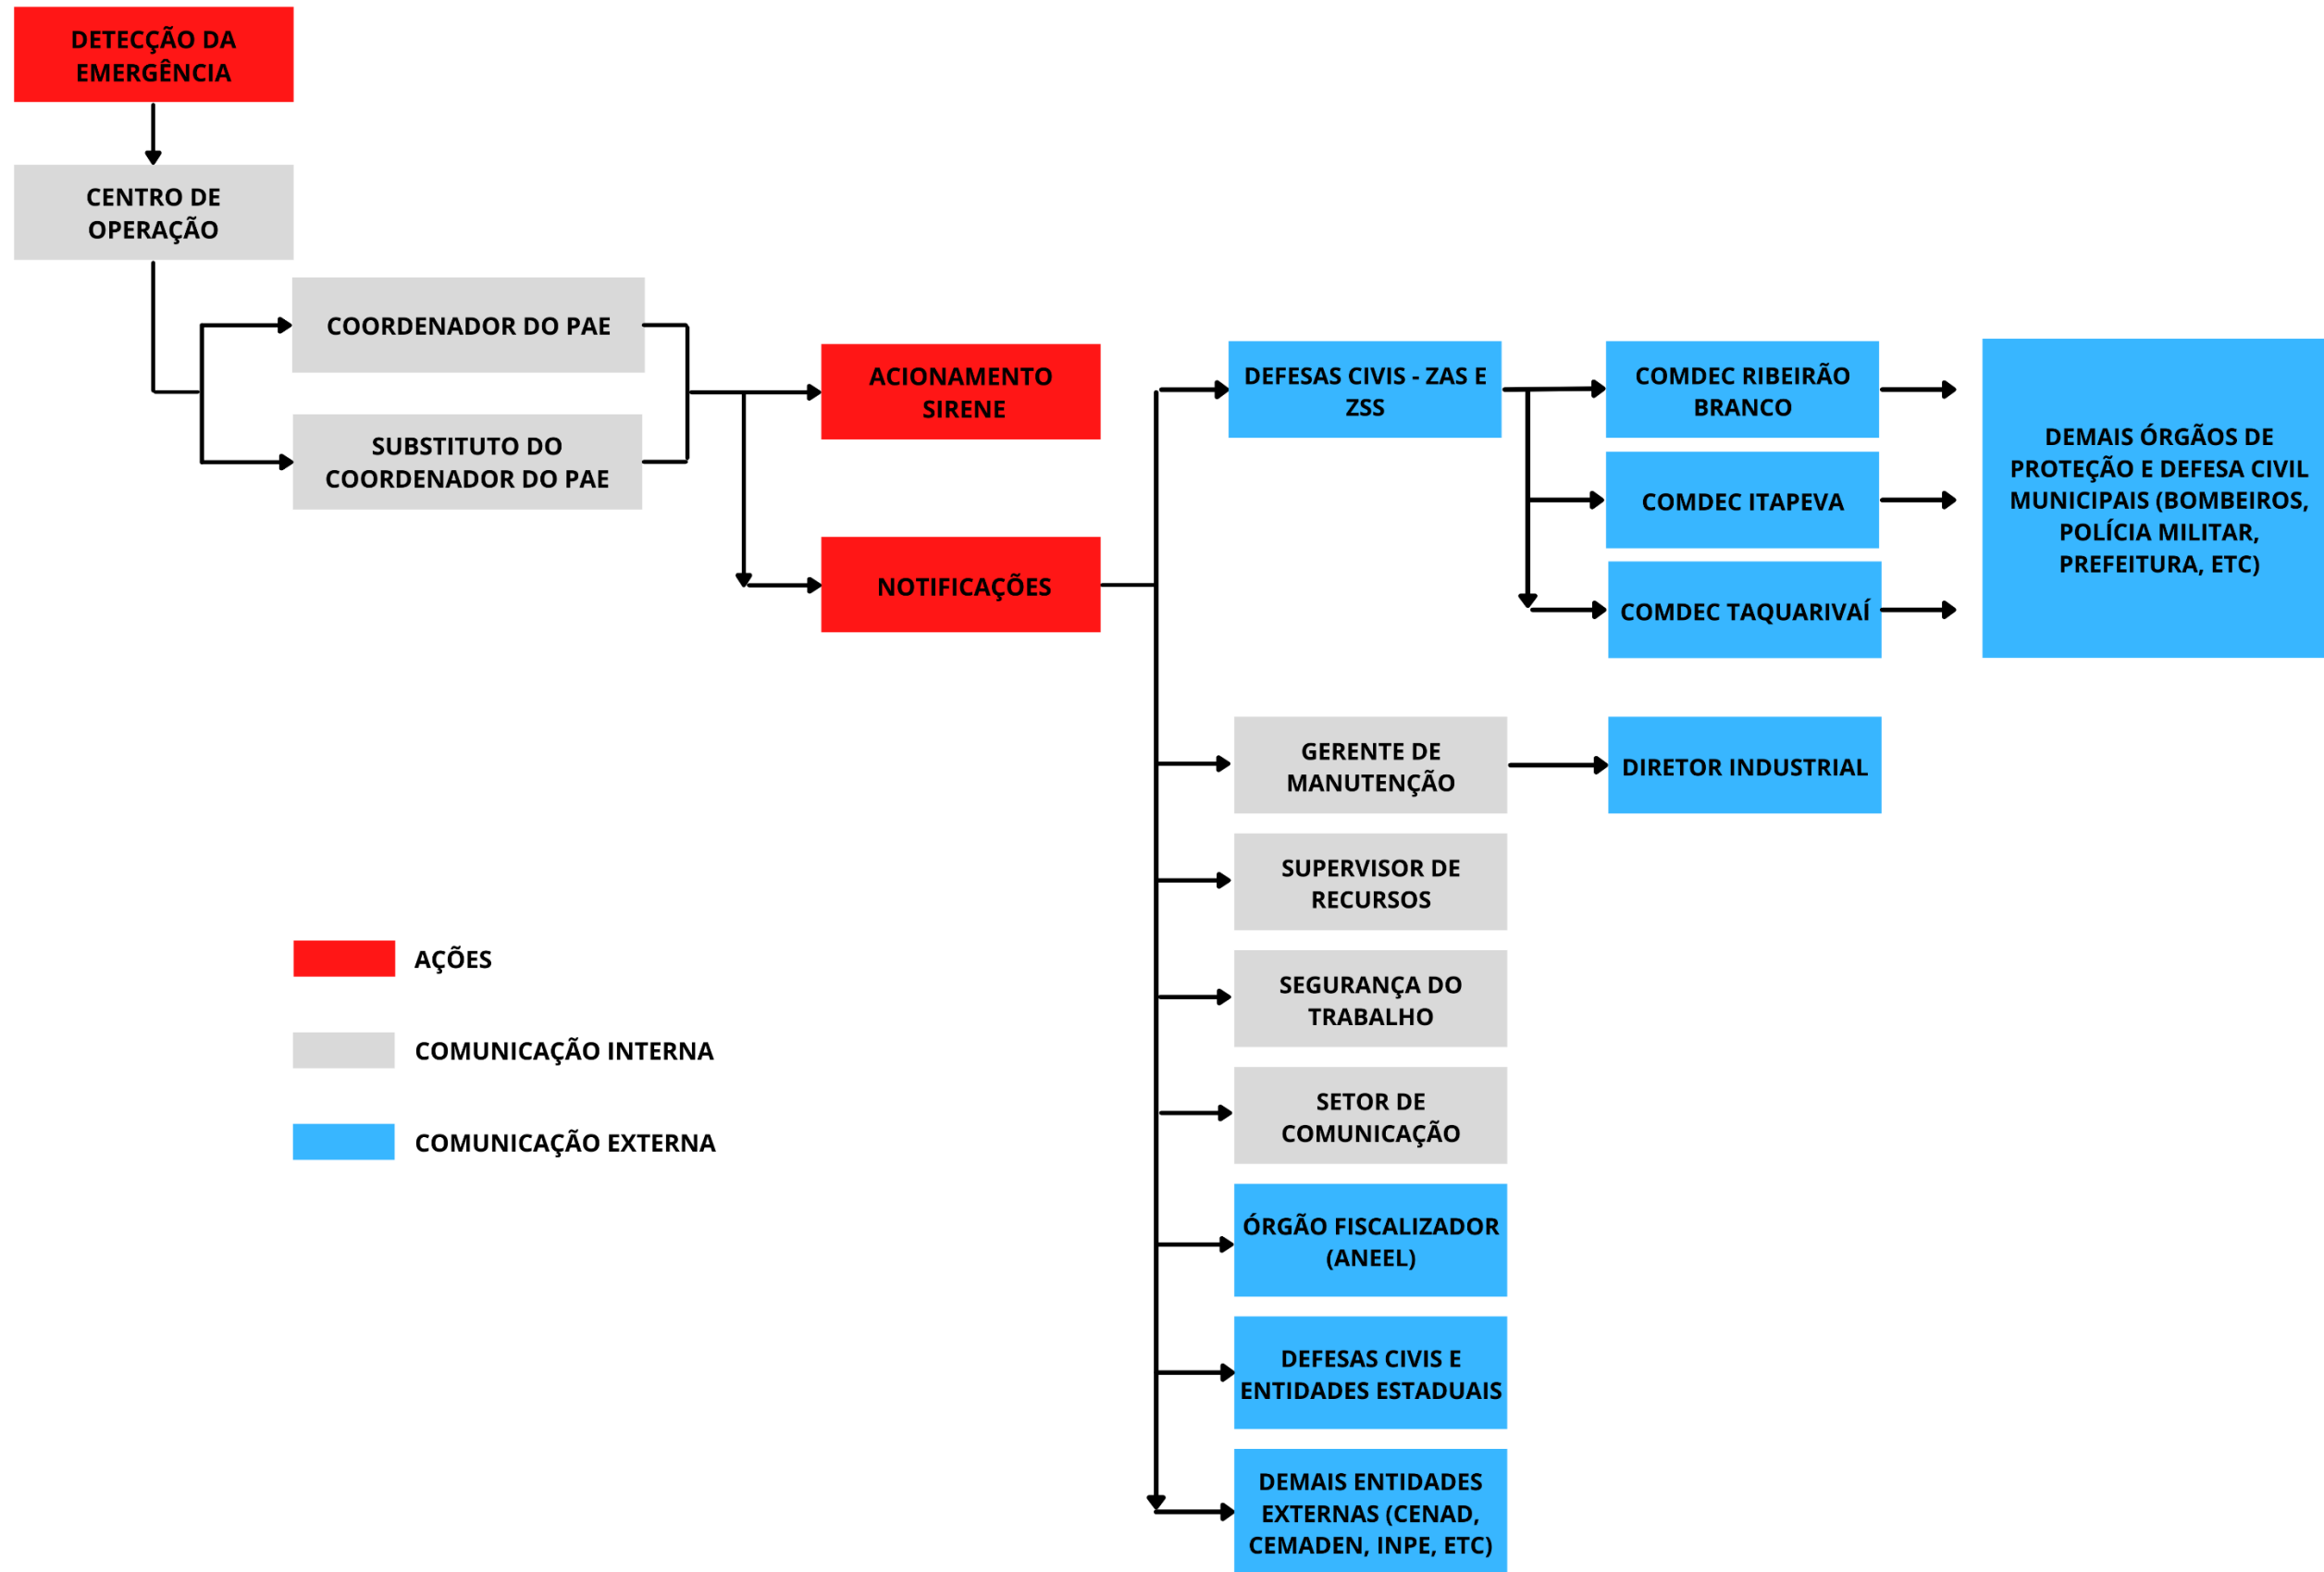 DETECÇÃO DA
EMERGÊNCIA
CENTRO DE
OPERAÇÃO
COORDENADOR DO PAE
SUBSTITUTO DO
COORDENADOR DO PAE
ACIONAMENTO
SIRENE
NOTIFICAÇÕES
DEFESAS CIVIS - ZAS E
ZSS
COMDEC RIBEIRÃO
BRANCO
COMDEC ITAPEVA
COMDEC TAQUARIVAÍ
DEMAIS ÓRGÃOS DE
PROTEÇÃO E DEFESA CIVIL
MUNICIPAIS (BOMBEIROS,
POLÍCIA MILITAR,
PREFEITURA, ETC)
GERENTE DE
MANUTENÇÃO
DIRETOR INDUSTRIAL
SUPERVISOR DE
RECURSOS
SEGURANÇA DO
TRABALHO
SETOR DE
COMUNICAÇÃO
ÓRGÃO FISCALIZADOR
(ANEEL)
DEFESAS CIVIS E
ENTIDADES ESTADUAIS
DEMAIS ENTIDADES
EXTERNAS (CENAD,
CEMADEN, INPE, ETC)
AÇÕES
COMUNICAÇÃO INTERNA
COMUNICAÇÃO EXTERNA